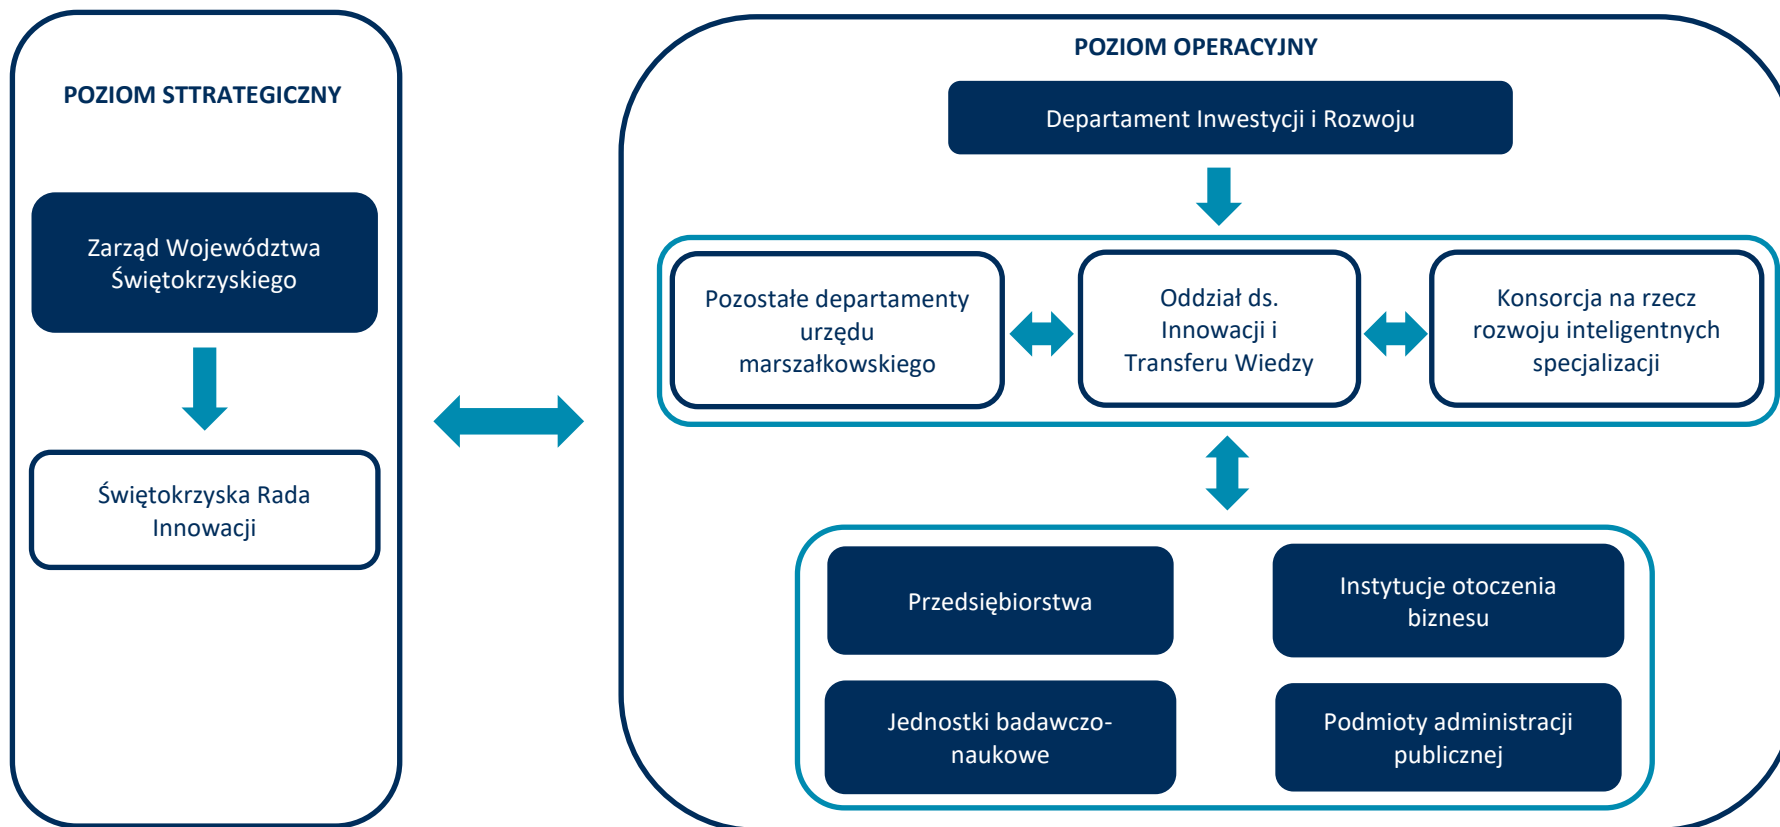 POZIOM STTRATEGICZNY
Zarząd Województwa
Świętokrzyskiego
Świętokrzyska Rada
Innowacji
POZIOM OPERACYJNY
Departament Inwestycji i Rozwoju
Pozostałe departamenty
urzędu
marszałkowskiego
Oddział ds.
Innowacji i
Transferu Wiedzy
Konsorcja na rzecz
rozwoju inteligentnych
specjalizacji
Przedsiębiorstwa
Instytucje otoczenia
biznesu
Jednostki badawczo-
naukowe
Podmioty administracji
publicznej